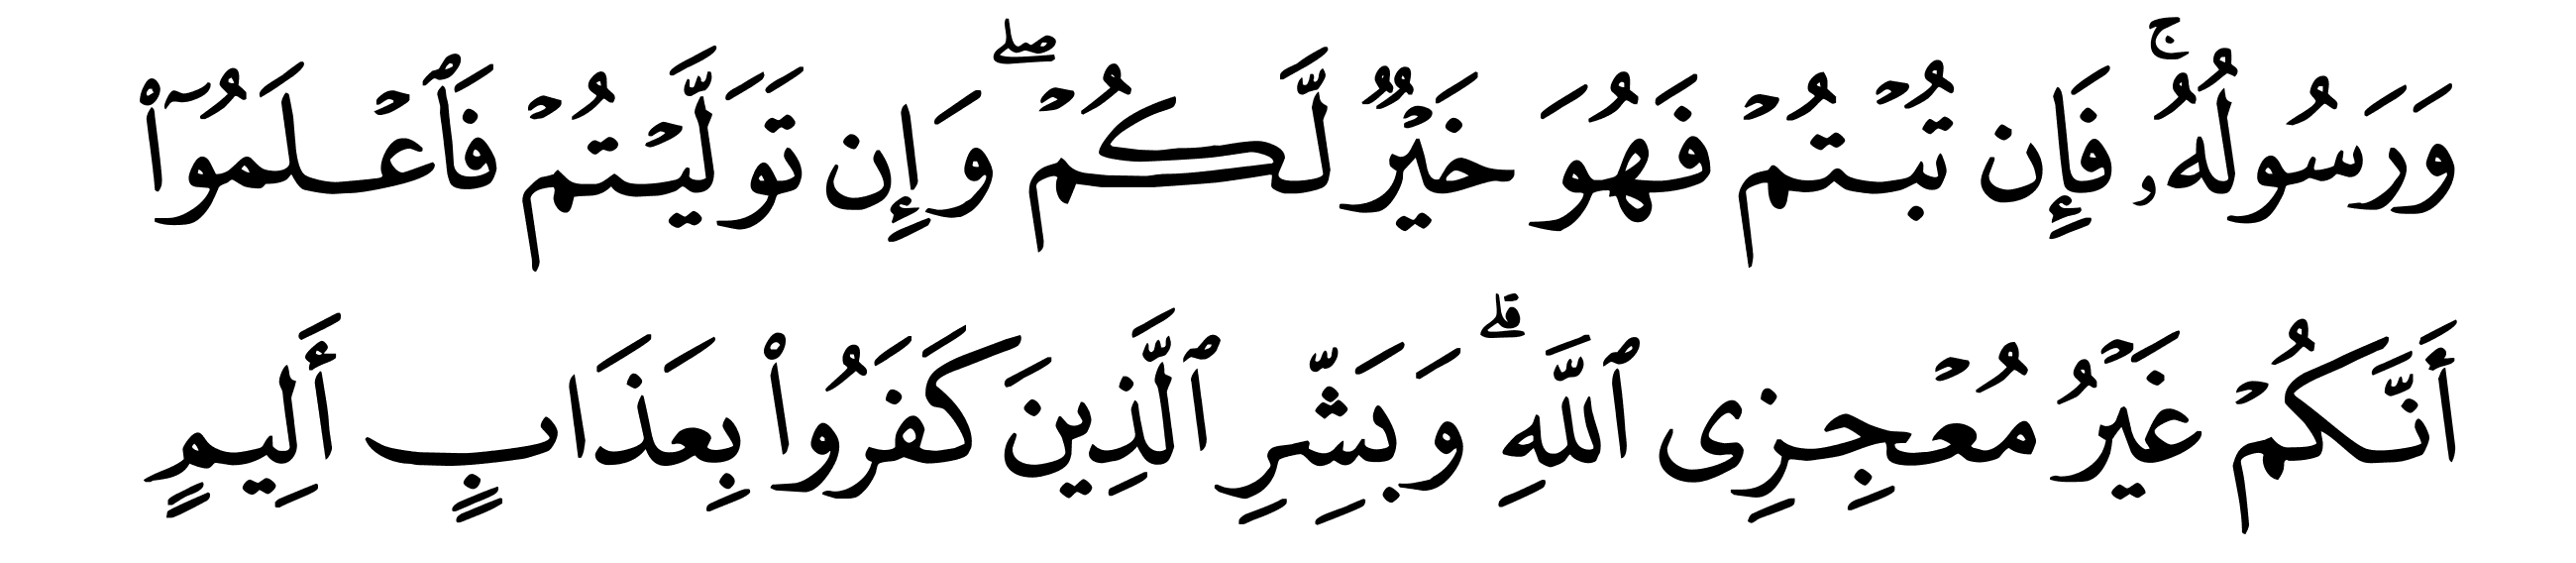 وَرَسُولُهُۥۚ فَإِن تُبۡتُمۡ فَهُوَ خَيۡرٞ لَّكُمۡۖ وَإِن تَوَلَّيۡتُمۡ فَٱعۡلَمُوٓاْ
أَنَّكُمۡ غَيۡرُ مُعۡجِزِي ٱللَّهِۗ وَبَشِّرِ ٱلَّذِينَ كَفَرُواْ بِعَذَابٍ أَلِيمٍ